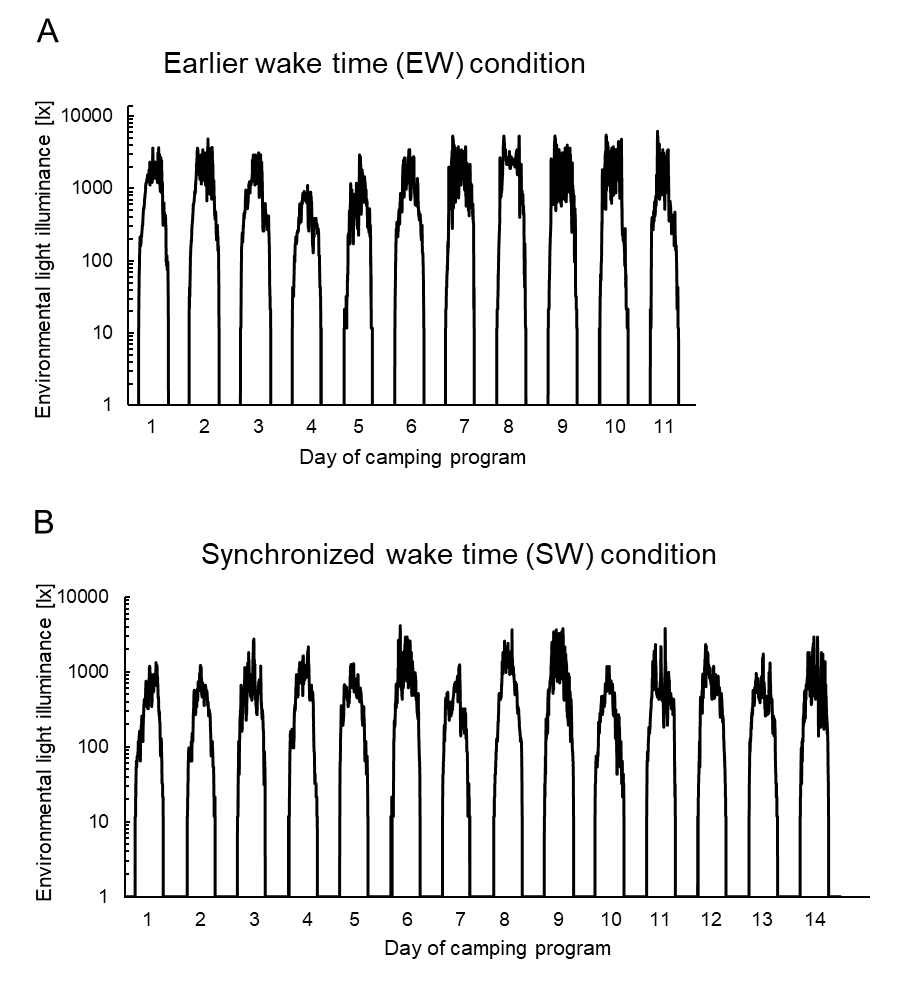 A
Earlier wake time (EW) condition
Environmental light illuminance [lx]
10000
1000
100
10
1
1 2 3 4 5 6 7 8 9 10 11
Day of camping program
B
Synchronized wake time (SW) condition
Environmental light illuminance [lx]
10000
1000
100
10
1
1 2 3 4 5 6 7 8 9 10 11 12 13 14
Day of camping program